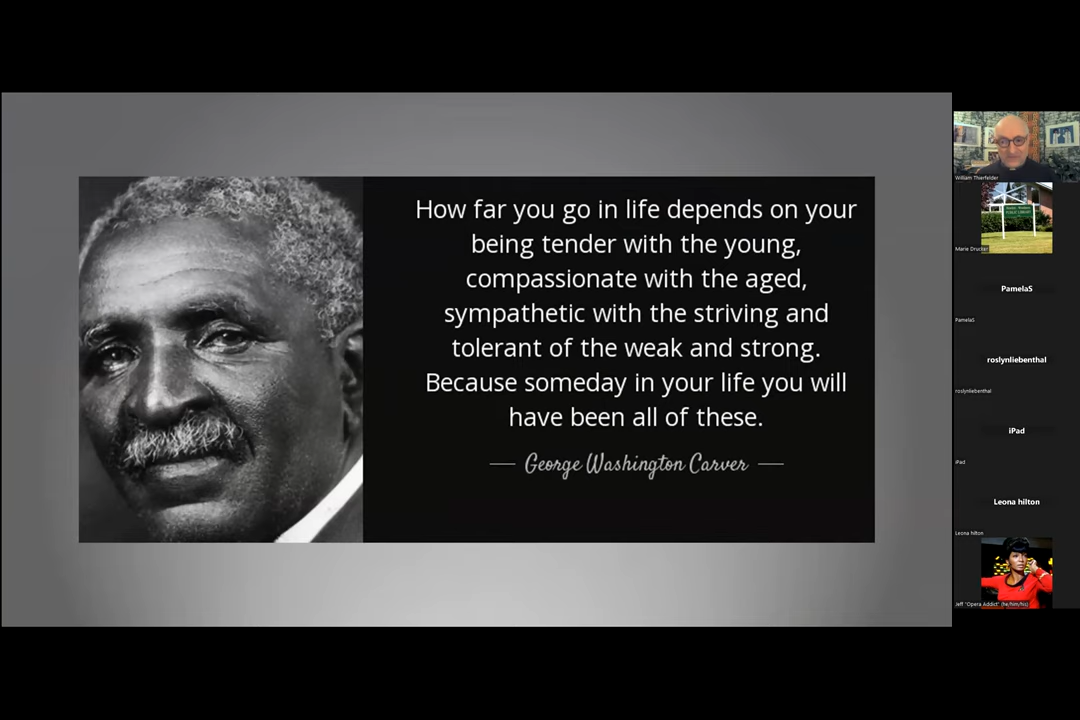 How far you go in life depends on your
being tender with the young,
compassionate with the aged,
sympathetic with the striving and
tolerant of the weak and strong.
Because someday in your life you will
have been all of these.
George Washington Carver
William Thierfelder
PUBLIC LIBRARY
Marie Drucker
PamelaS
PamelaS
roslynliebenthal
roslynliebenthal
iPad
iPad
Leona hilton
Leona hilton
Jeff "Opera Addict" (he/him/his)